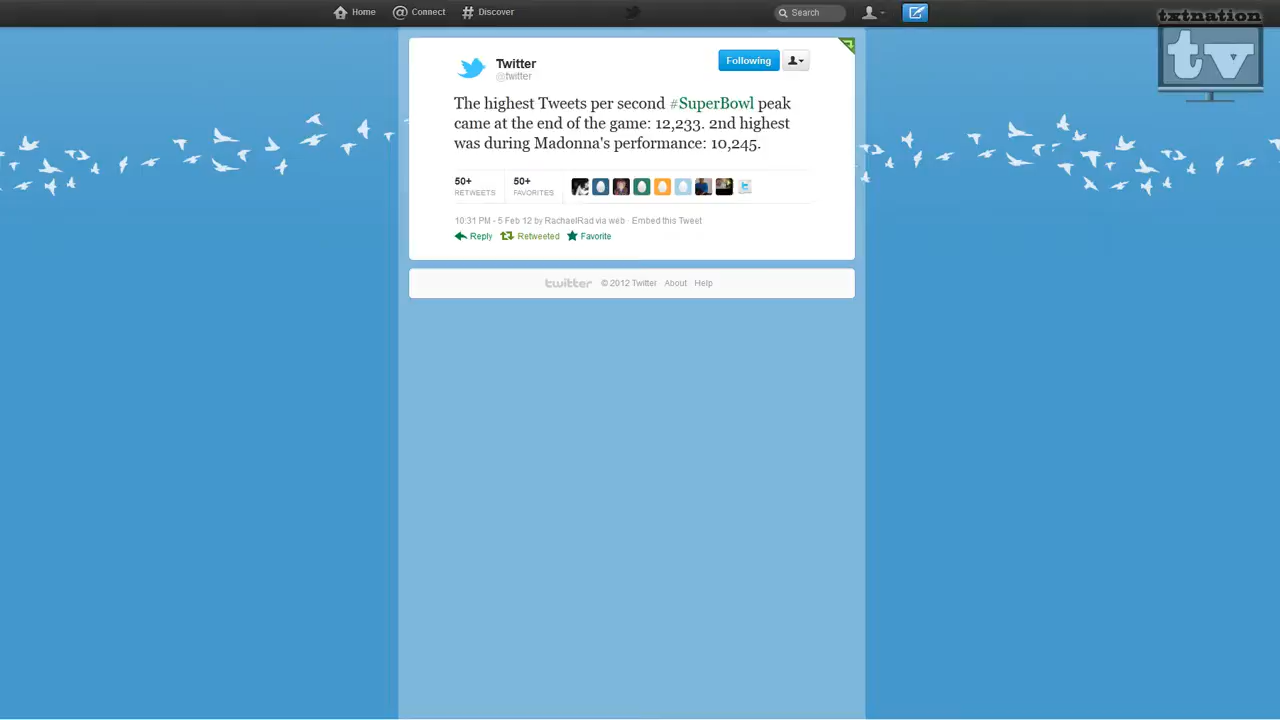 Home Connect Discover Search
txtnation
tv
Twitter
@twitter
Following
The highest Tweets per second #SuperBowl peak
came at the end of the game: 12,233. 2nd highest
was during Madonna's performance: 10,245.
50+ 50+
RETWEETS FAVORITES
10:31 PM - 5 Feb 12 by RachaelRad via web · Embed this Tweet
Reply Retweeted Favorite
twitter © 2012 Twitter About Help